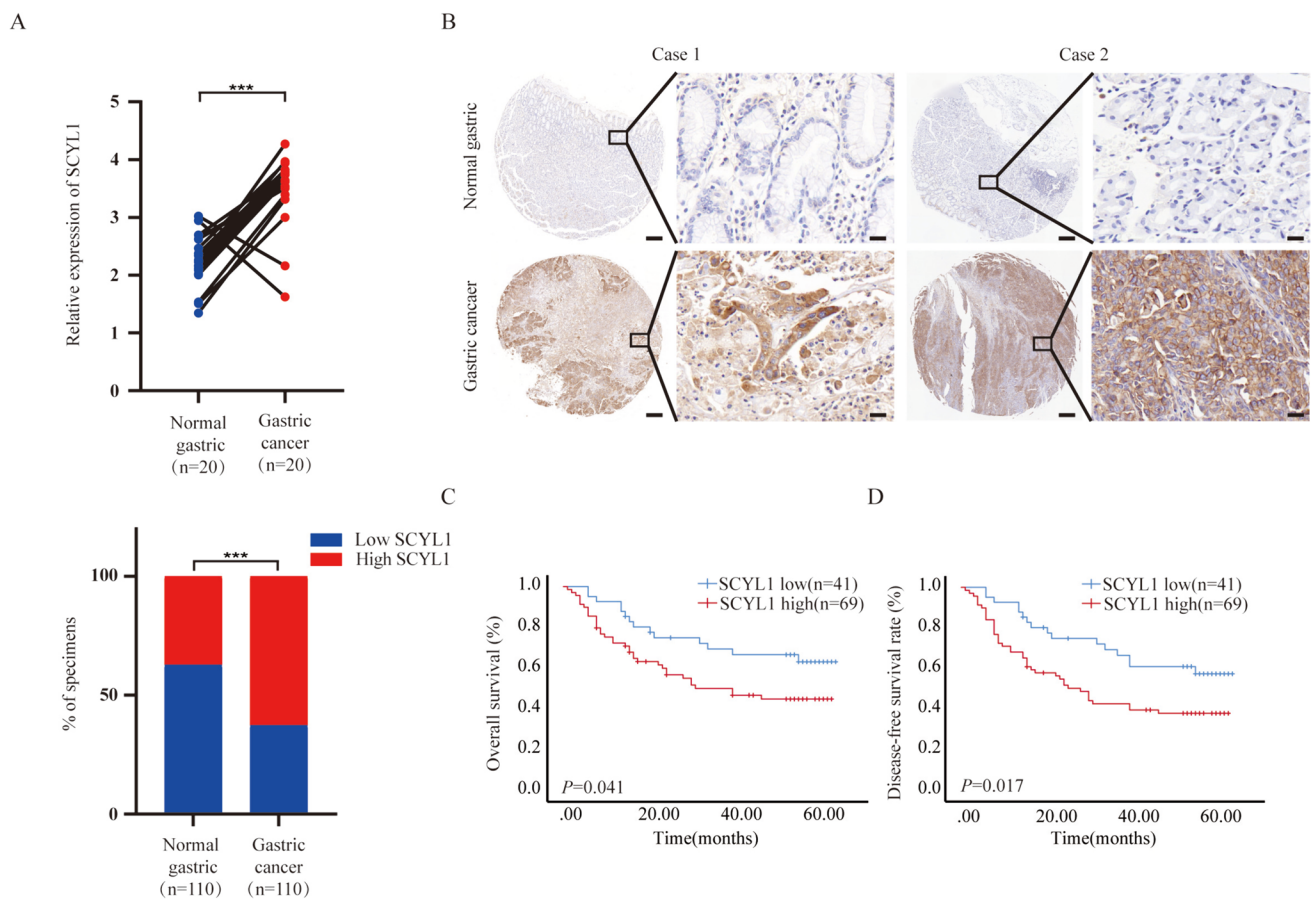 A
***
Relative expression of SCYL1
5
4
3
2
1
0
Normal
gastric
(n=20)
Gastric
cancer
(n=20)
B
Case 1
Case 2
Normal gastric
Gastric cancaer
Low SCYL1
High SCYL1
***
% of specimens
100
50
0
Normal
gastric
(n=110)
Gastric
cancer
(n=110)
C
SCYL1 low(n=41)
SCYL1 high(n=69)
Overall survival (%)
1.0
0.8
0.6
0.4
0.2
0.0
P=0.041
.00
20.00
40.00
60.00
Time(months)
D
SCYL1 low(n=41)
SCYL1 high(n=69)
Disease-free survival rate (%)
1.0
0.8
0.6
0.4
0.2
0.0
P=0.017
.00
20.00
40.00
60.00
Time(months)